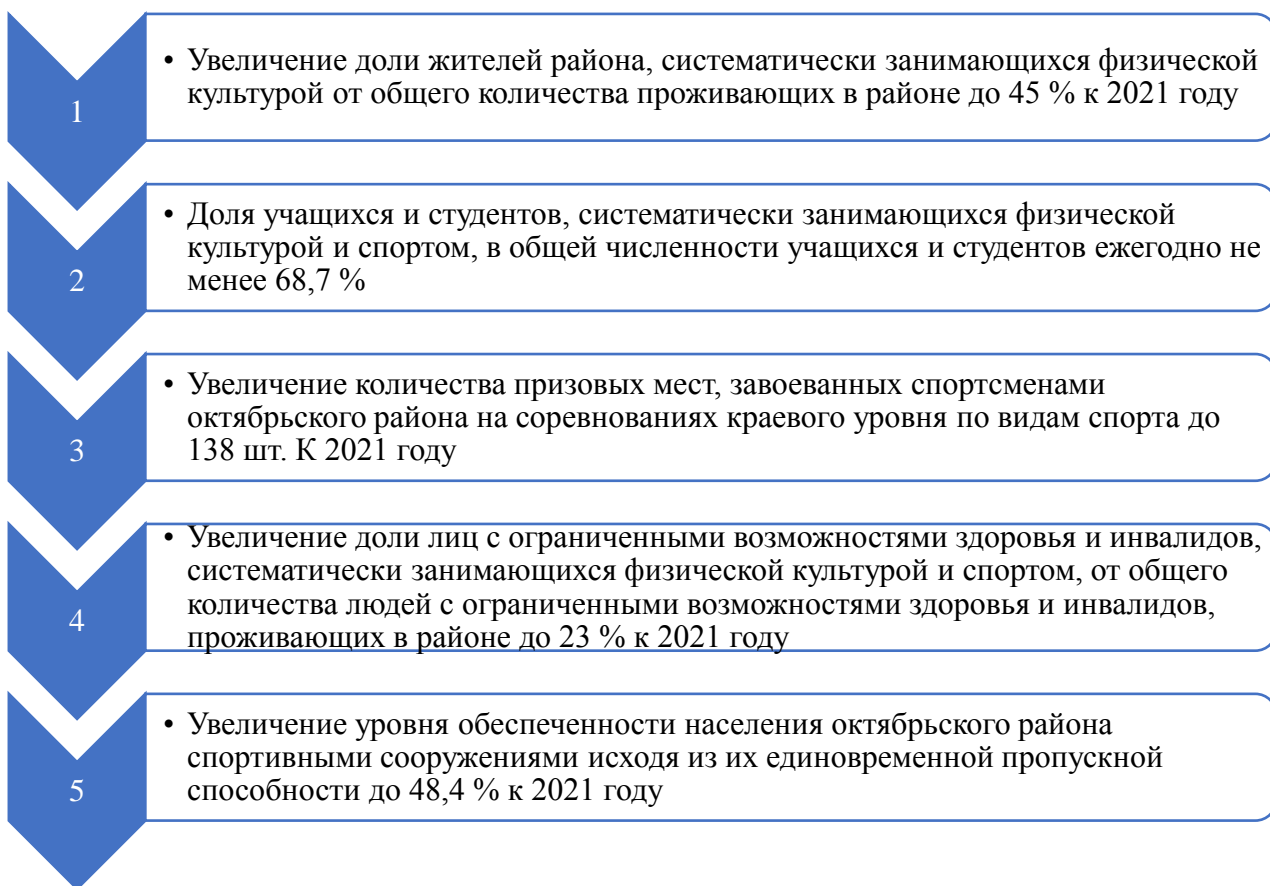 1
• Увеличение доли жителей района, систематически занимающихся физической
культурой от общего количества проживающих в районе до 45 % к 2021 году
2
• Доля учащихся и студентов, систематически занимающихся физической
культурой и спортом, в общей численности учащихся и студентов ежегодно не
менее 68,7 %
3
• Увеличение количества призовых мест, завоеванных спортсменами
октябрьского района на соревнованиях краевого уровня по видам спорта до
138 шт. К 2021 году
4
• Увеличение доли лиц с ограниченными возможностями здоровья и инвалидов,
систематически занимающихся физической культурой и спортом, от общего
количества людей с ограниченными возможностями здоровья и инвалидов,
проживающих в районе до 23 % к 2021 году
5
• Увеличение уровня обеспеченности населения октябрьского района
спортивными сооружениями исходя из их единовременной пропускной
способности до 48,4 % к 2021 году